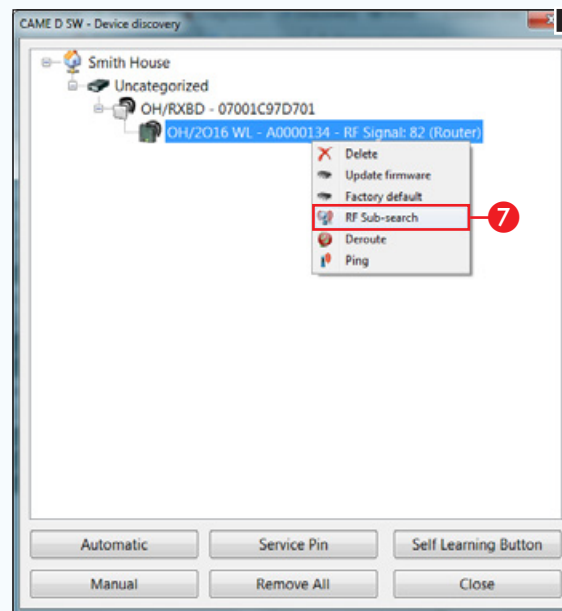 CAME D SW - Device discovery
Smith House
Uncategorized
OH/RXBD - 07001C97D701
OH/2O16 WL - A0000134 - RF Signal: 82 (Router)
Delete
Update firmware
Factory default
RF Sub-search
7
Deroute
Ping
Automatic
Service Pin
Self Learning Button
Manual
Remove All
Close